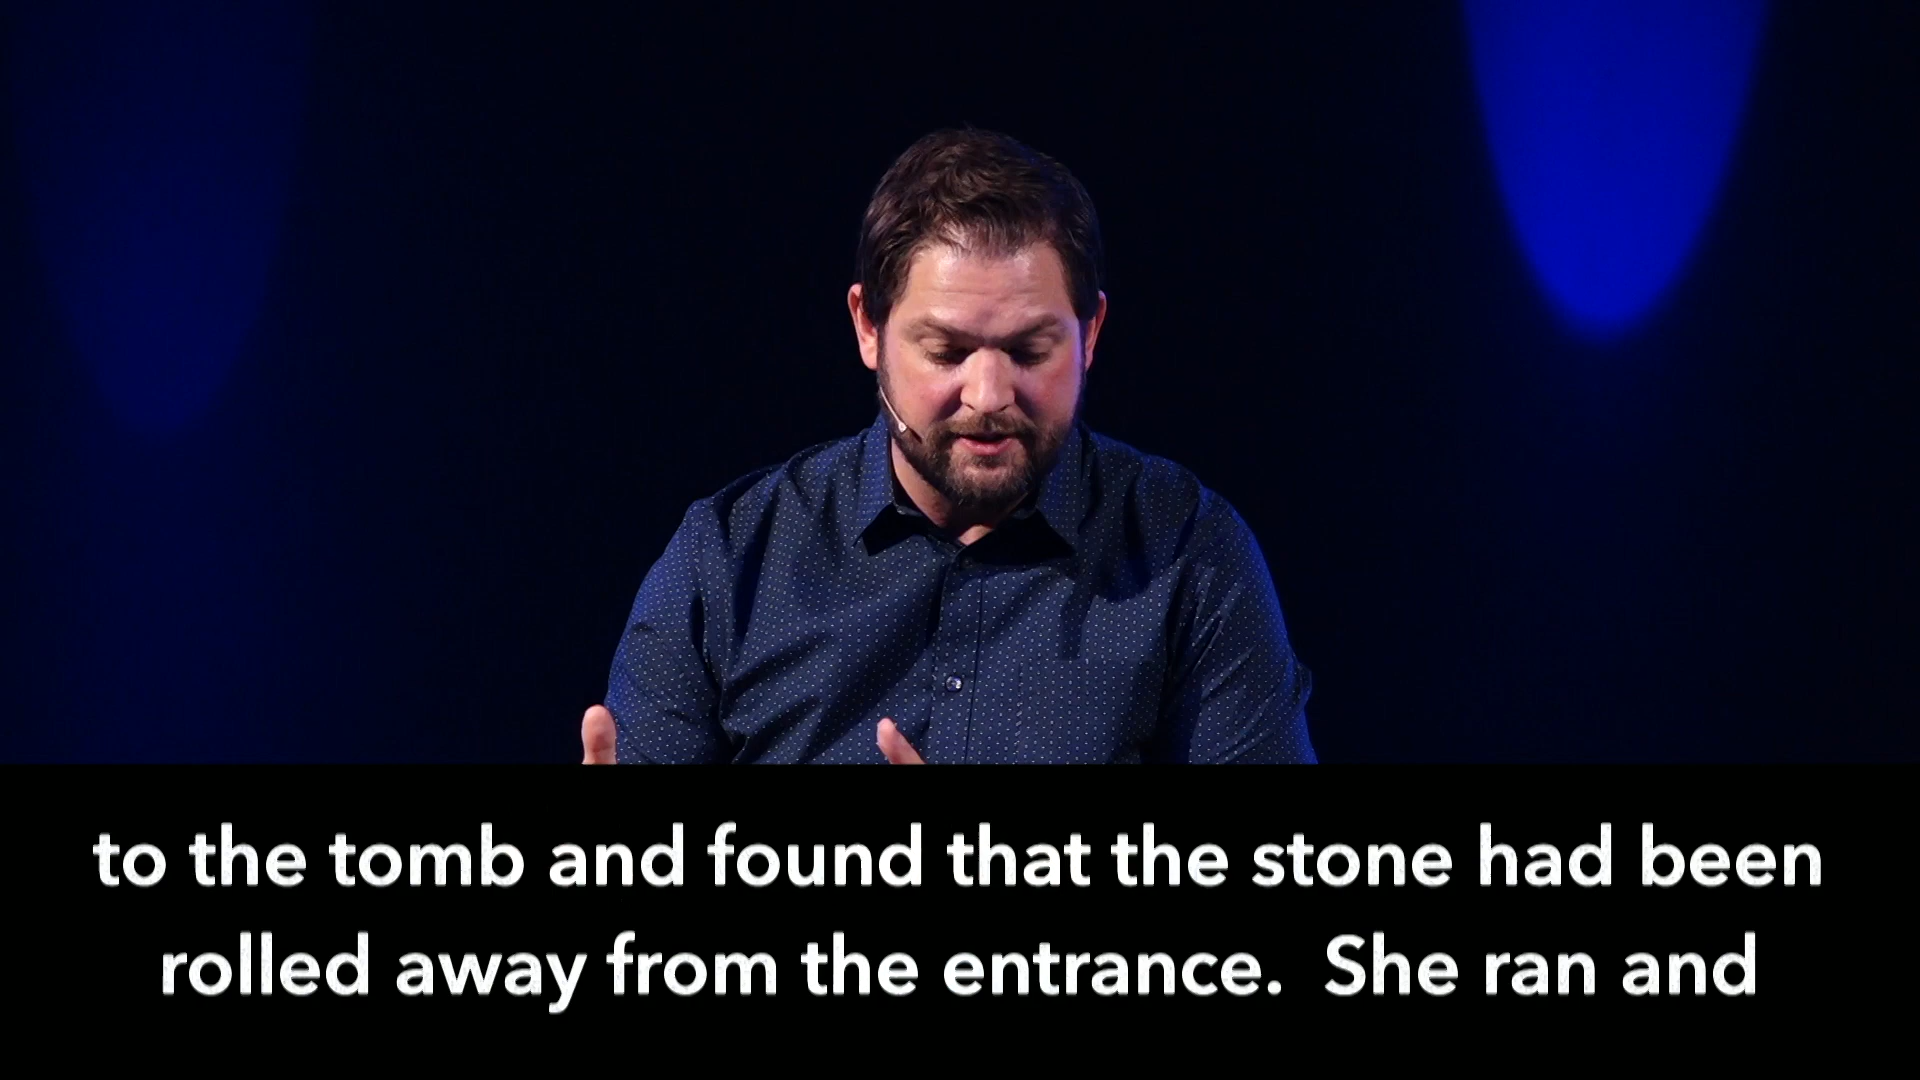 to the tomb and found that the stone had been
rolled away from the entrance.  She ran and